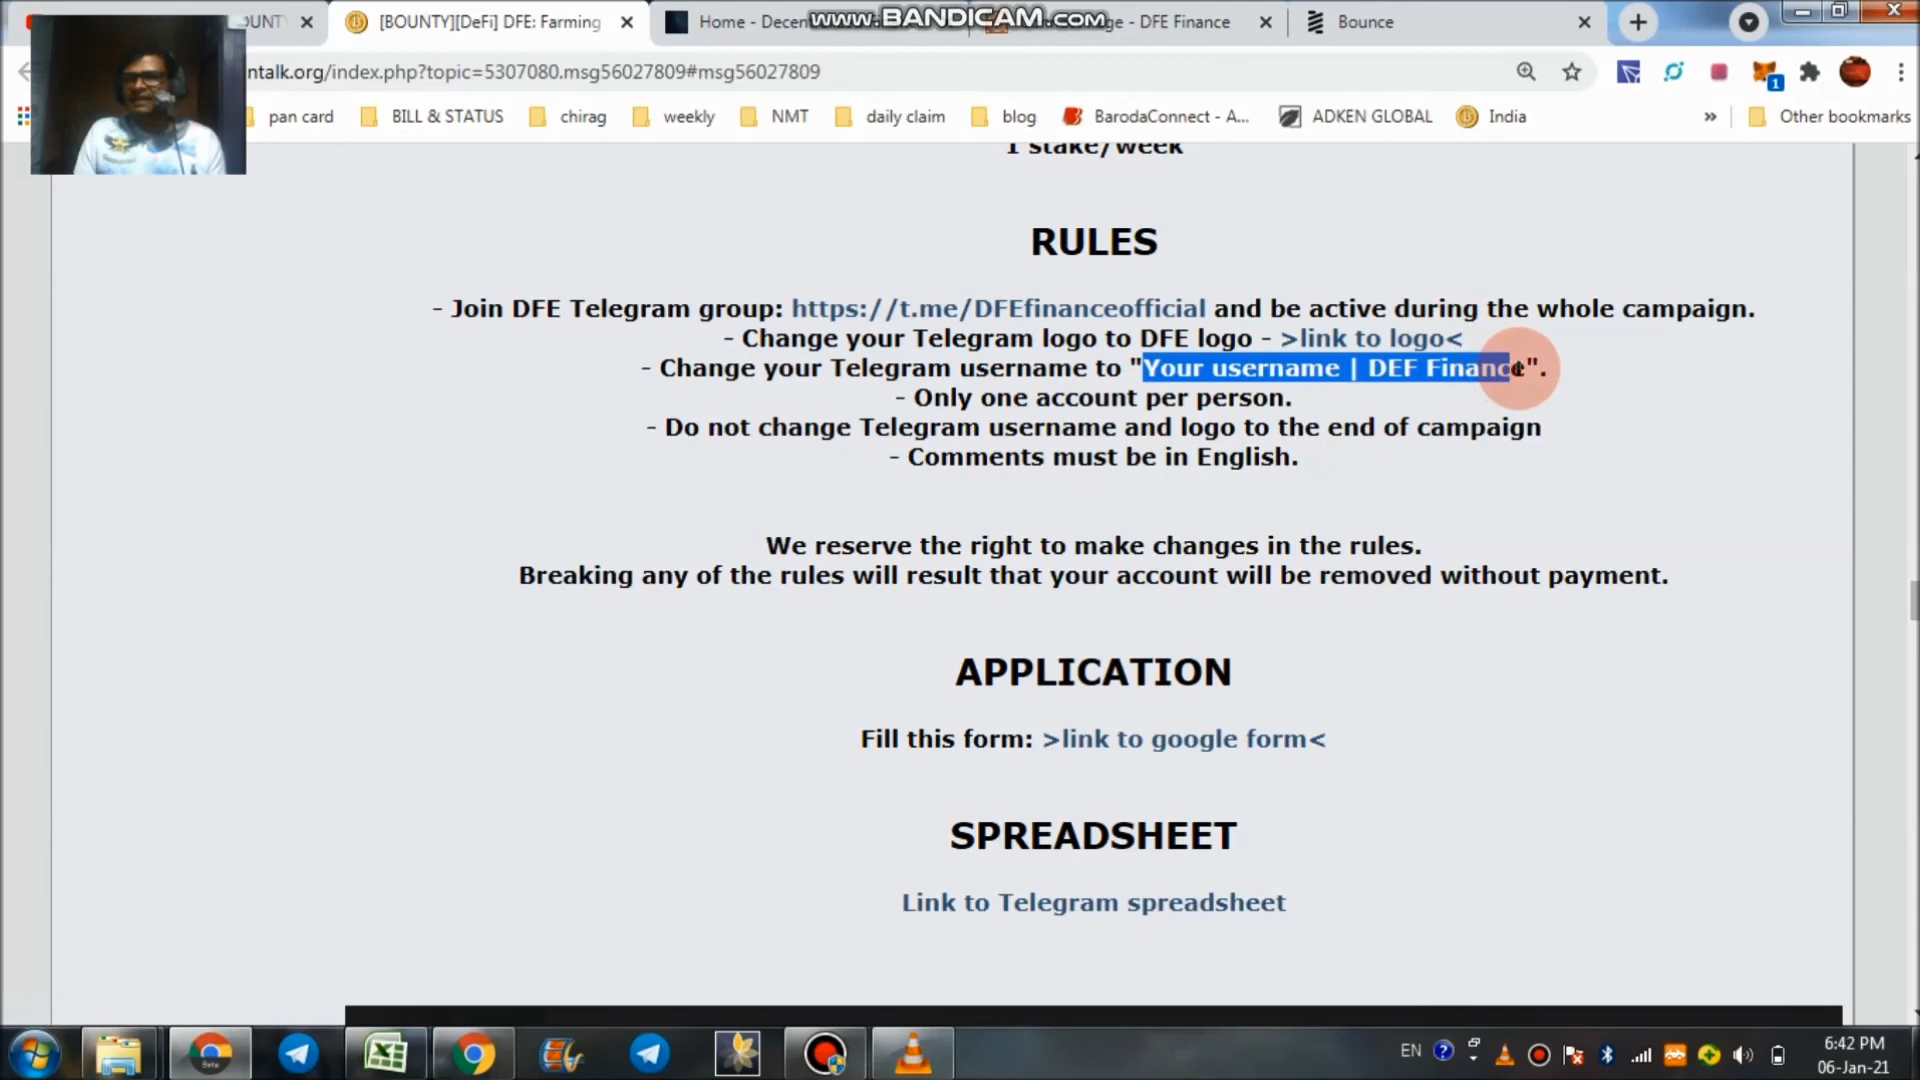 OUNTY
[BOUNTY][DeFi] DFE: Farming
Home - Decent
ge - DFE Finance
Bounce
www.BANDICAM.com
ntalk.org/index.php?topic=5307080.msg56027809#msg56027809
pan card
BILL & STATUS
chirag
weekly
NMT
daily claim
blog
BarodaConnect - A...
ADKEN GLOBAL
India
»
Other bookmarks
1
1 stake/week
RULES
- Join DFE Telegram group: https://t.me/DFEfinanceofficial and be active during the whole campaign.
- Change your Telegram logo to DFE logo - >link to logo<
- Change your Telegram username to "Your username | DEF Finance".
- Only one account per person.
- Do not change Telegram username and logo to the end of campaign
- Comments must be in English.
We reserve the right to make changes in the rules.
Breaking any of the rules will result that your account will be removed without payment.
APPLICATION
Fill this form: >link to google form<
SPREADSHEET
Link to Telegram spreadsheet
Beta
EN
6:42 PM
06-Jan-21